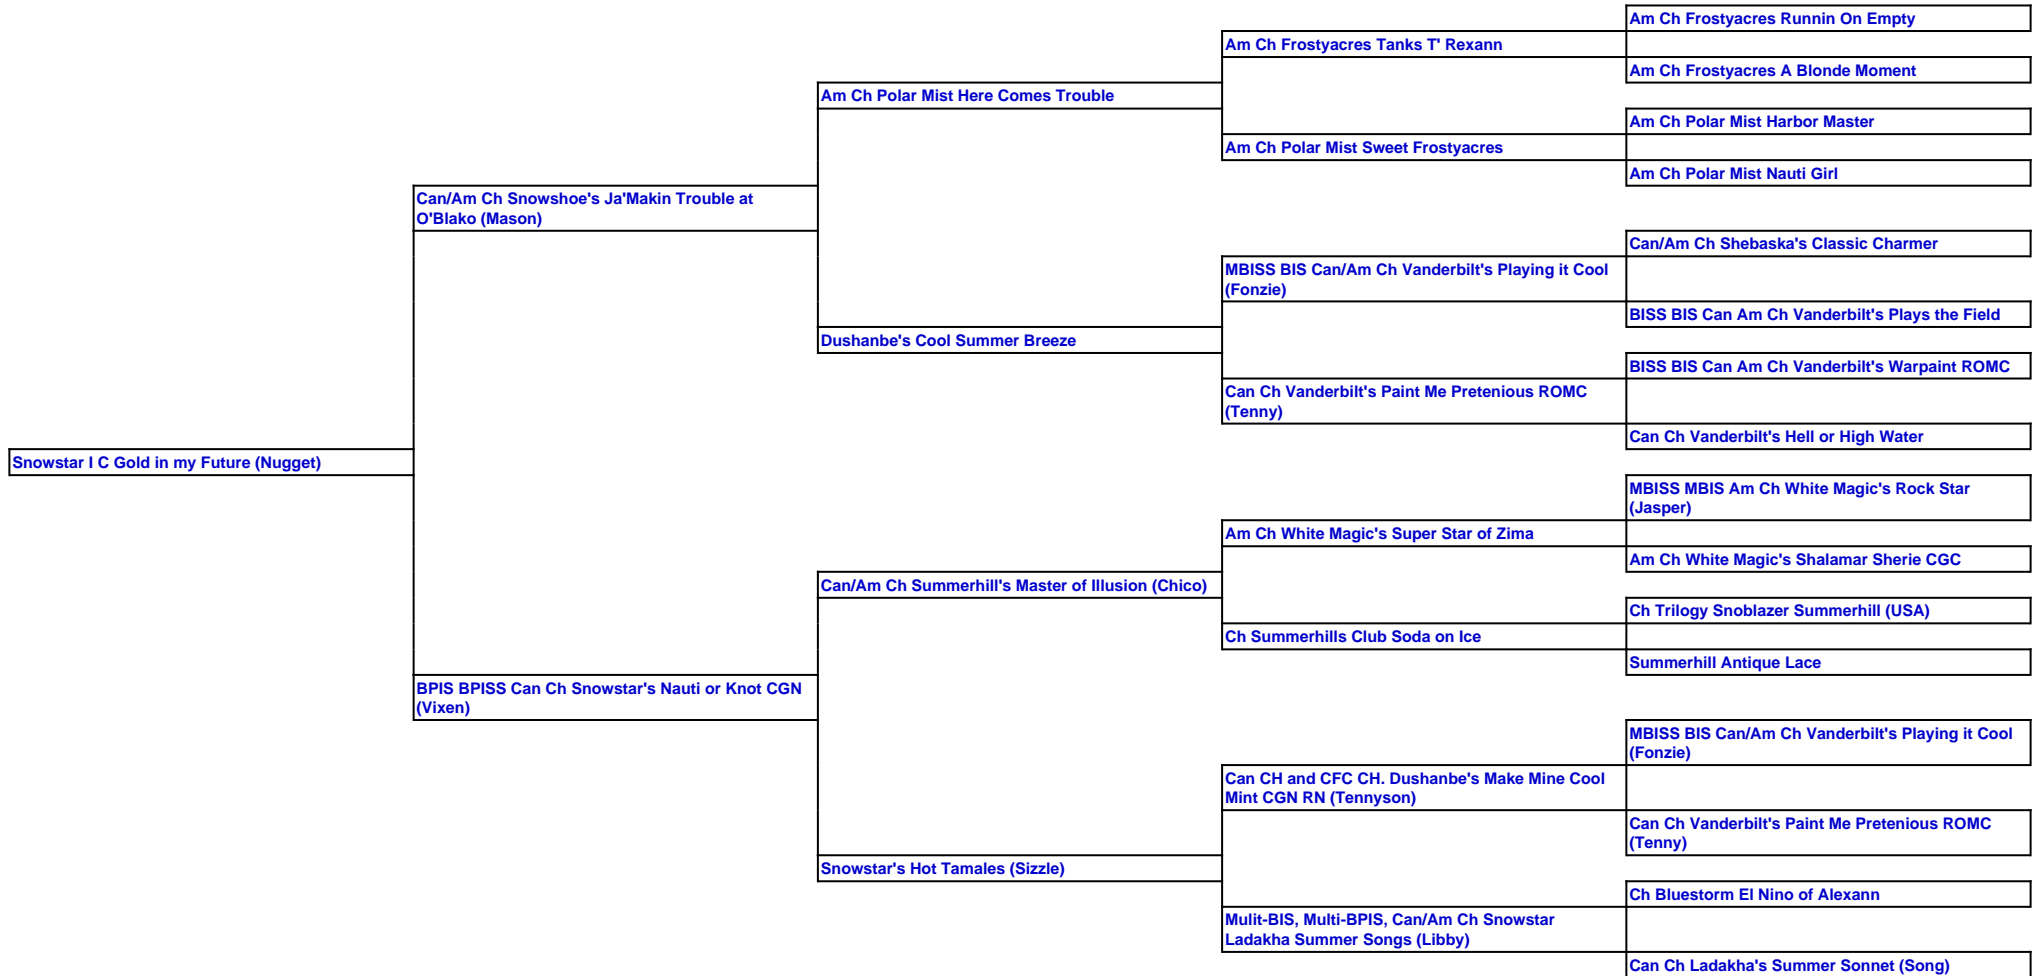 Am Ch Frostyacres Runnin On Empty
Am Ch Frostyacres Tanks T' Rexann
Am Ch Frostyacres A Blonde Moment
Am Ch Polar Mist Here Comes Trouble
Am Ch Polar Mist Harbor Master
Am Ch Polar Mist Sweet Frostyacres
Am Ch Polar Mist Nauti Girl
Can/Am Ch Snowshoe's Ja'Makin Trouble at
O'Blako (Mason)
Can/Am Ch Shebaska's Classic Charmer
MBISS BIS Can/Am Ch Vanderbilt's Playing it Cool
(Fonzie)
BISS BIS Can Am Ch Vanderbilt's Plays the Field
Dushanbe's Cool Summer Breeze
BISS BIS Can Am Ch Vanderbilt's Warpaint ROMC
Can Ch Vanderbilt's Paint Me Pretenious ROMC
(Tenny)
Can Ch Vanderbilt's Hell or High Water
Snowstar I C Gold in my Future (Nugget)
MBISS MBIS Am Ch White Magic's Rock Star
(Jasper)
Am Ch White Magic's Super Star of Zima
Am Ch White Magic's Shalamar Sherie CGC
Can/Am Ch Summerhill's Master of Illusion (Chico)
Ch Trilogy Snoblazer Summerhill (USA)
Ch Summerhills Club Soda on Ice
Summerhill Antique Lace
BPIS BPISS Can Ch Snowstar's Nauti or Knot CGN
(Vixen)
MBISS BIS Can/Am Ch Vanderbilt's Playing it Cool
(Fonzie)
Can CH and CFC CH. Dushanbe's Make Mine Cool
Mint CGN RN (Tennyson)
Can Ch Vanderbilt's Paint Me Pretenious ROMC
(Tenny)
Snowstar's Hot Tamales (Sizzle)
Ch Bluestorm El Nino of Alexann
Mulit-BIS, Multi-BPIS, Can/Am Ch Snowstar
Ladakha Summer Songs (Libby)
Can Ch Ladakha's Summer Sonnet (Song)